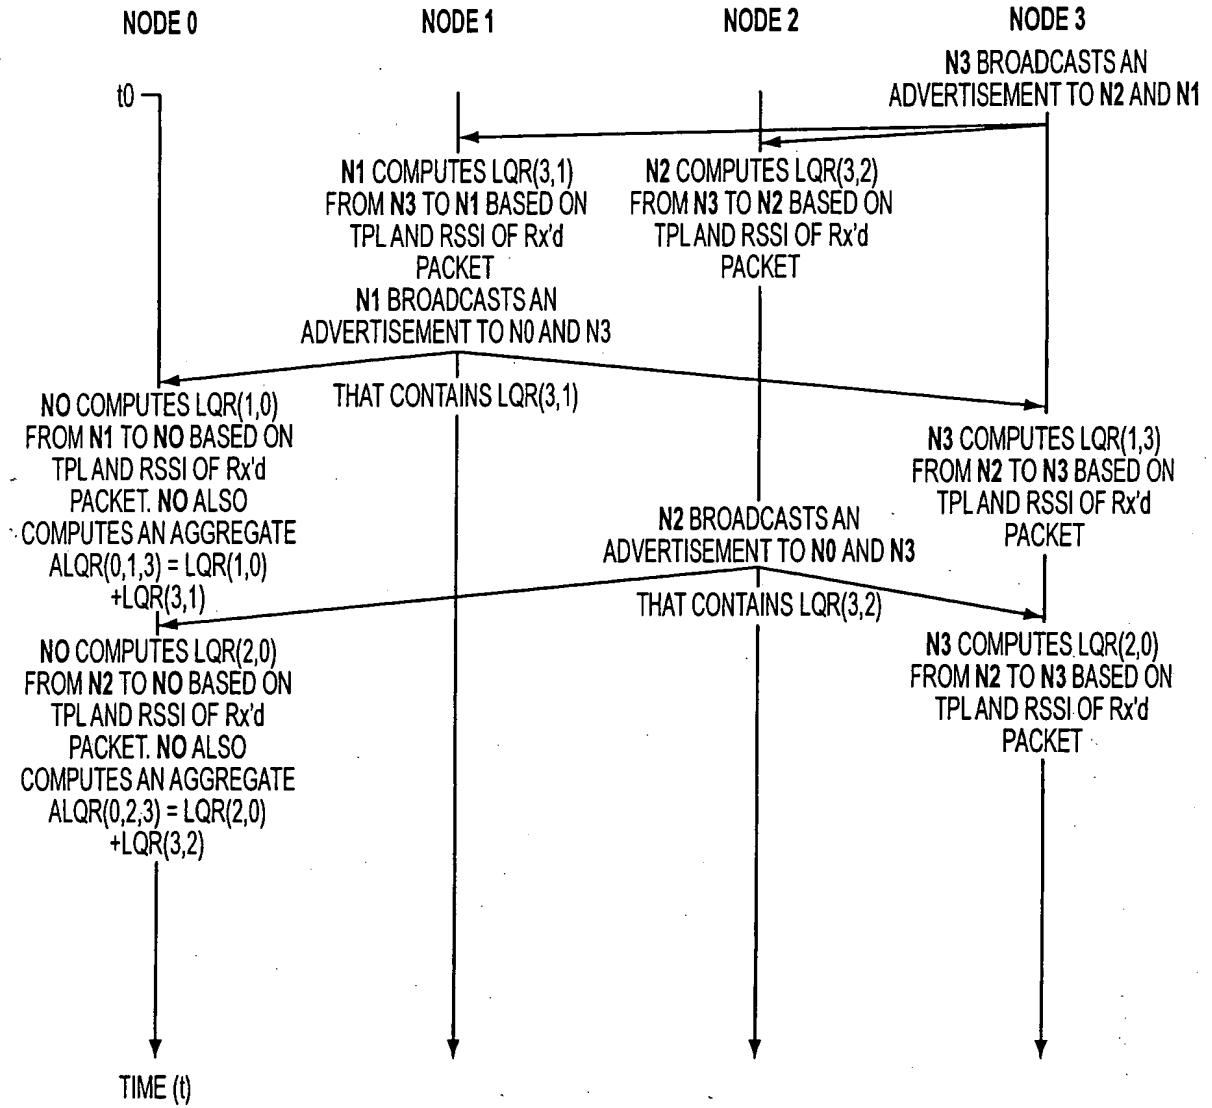 NODE 0
NODE 1
NODE 2
NODE 3
N3 BROADCASTS AN
ADVERTISEMENT TO N2 AND N1
t0
N1 COMPUTES LQR(3,1)
FROM N3 TO N1 BASED ON
TPL AND RSSI OF Rx'd
PACKET
N1 BROADCASTS AN
ADVERTISEMENT TO N0 AND N3
THAT CONTAINS LQR(3,1)
N2 COMPUTES LQR(3,2)
FROM N3 TO N2 BASED ON
TPL AND RSSI OF Rx'd
PACKET
NO COMPUTES LQR(1,0)
FROM N1 TO NO BASED ON
TPL AND RSSI OF Rx'd
PACKET. NO ALSO
COMPUTES AN AGGREGATE
ALQR(0,1,3) = LQR(1,0)
+LQR(3,1)
N3 COMPUTES LQR(1,3)
FROM N2 TO N3 BASED ON
TPL AND RSSI OF Rx'd
PACKET
N2 BROADCASTS AN
ADVERTISEMENT TO N0 AND N3
THAT CONTAINS LQR(3,2)
NO COMPUTES LQR(2,0)
FROM N2 TO NO BASED ON
TPL AND RSSI OF Rx'd
PACKET. NO ALSO
COMPUTES AN AGGREGATE
ALQR(0,2,3) = LQR(2,0)
+LQR(3,2)
N3 COMPUTES LQR(2,0)
FROM N2 TO N3 BASED ON
TPL AND RSSI OF Rx'd
PACKET
TIME (t)